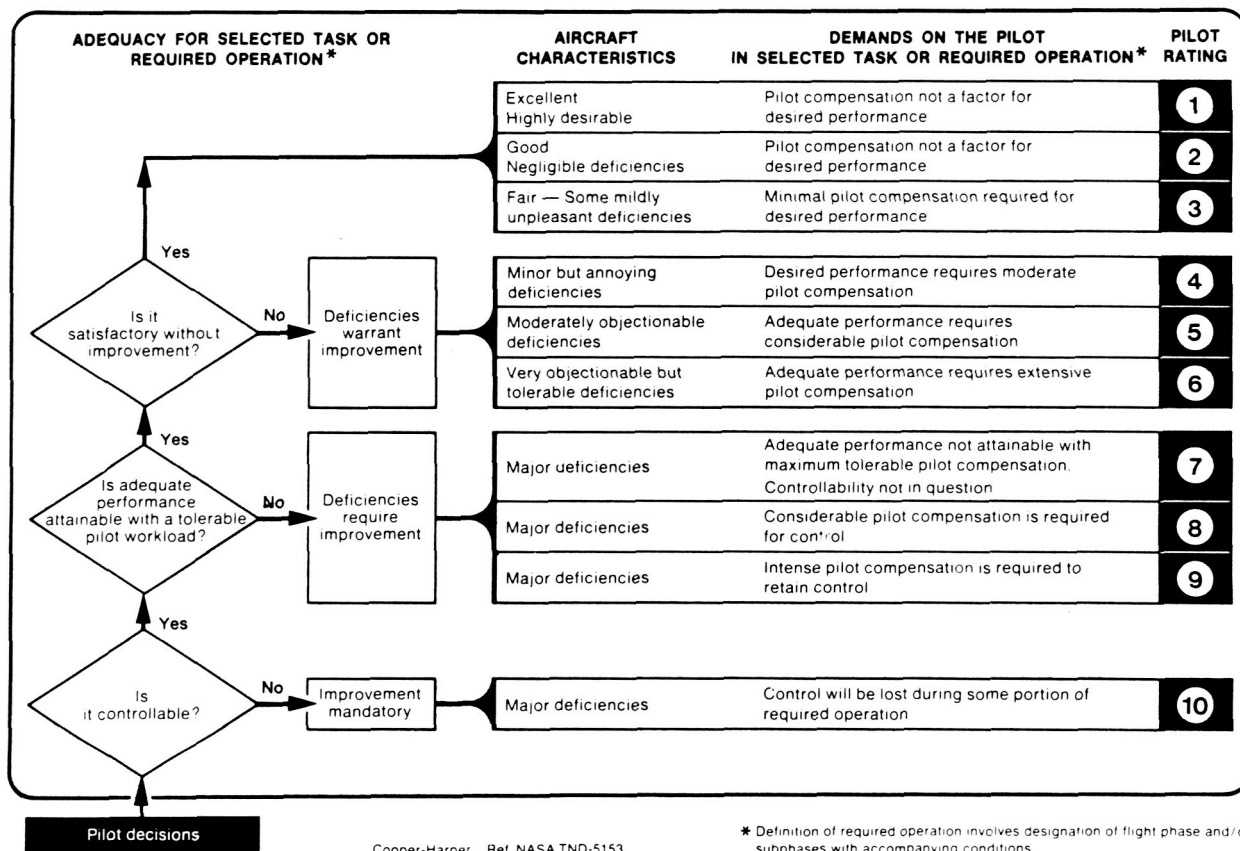 ADEQUACY FOR SELECTED TASK OR
REQUIRED OPERATION*
AIRCRAFT
CHARACTERISTICS
DEMANDS ON THE PILOT
IN SELECTED TASK OR REQUIRED OPERATION*
PILOT
RATING
Excellent
Highly desirable
Pilot compensation not a factor for
desired performance
1
Good
Negligible deficiencies
Pilot compensation not a factor for
desired performance
2
Fair — Some mildly
unpleasant deficiencies
Minimal pilot compensation required for
desired performance
3
Yes
Is it
satisfactory without
improvement?
No
Deficiencies
warrant
improvement
Minor but annoying
deficiencies
Desired performance requires moderate
pilot compensation
4
Moderately objectionable
deficiencies
Adequate performance requires
considerable pilot compensation
5
Very objectionable but
tolerable deficiencies
Adequate performance requires extensive
pilot compensation
6
Yes
Is adequate
performance
attainable with a tolerable
pilot workload?
No
Deficiencies
require
improvement
Major deficiencies
Adequate performance not attainable with
maximum tolerable pilot compensation.
Controllability not in question
7
Major deficiencies
Considerable pilot compensation is required
for control
8
Major deficiencies
Intense pilot compensation is required to
retain control
9
Yes
Is
it controllable?
No
Improvement
mandatory
Major deficiencies
Control will be lost during some portion of
required operation
10
Pilot decisions
Cooper-Harper Ref. NASA TND-5153
* Definition of required operation involves designation of flight phase and/
subphases with accompanying conditions